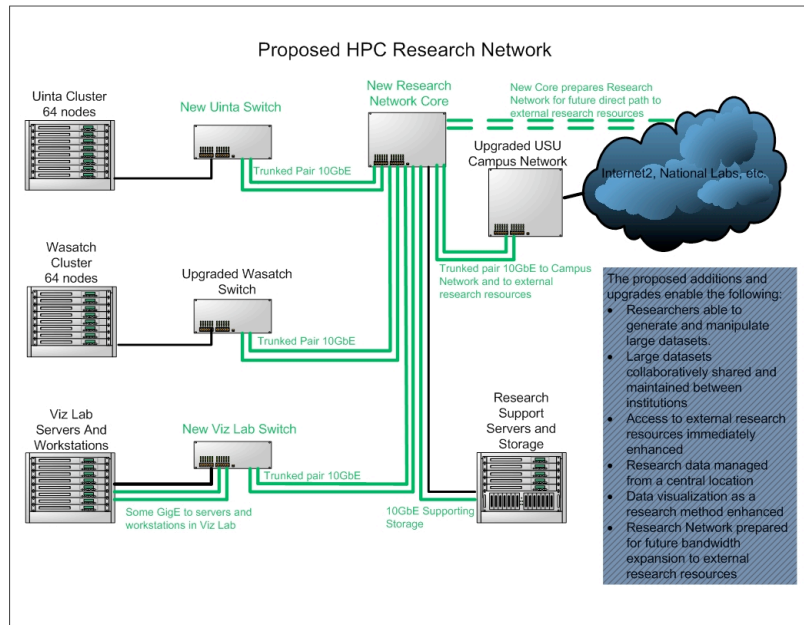 Proposed HPC Research Network
Uinta Cluster
64 nodes
New Uinta Switch
New Research
Network Core
New Core prepares Research
Network for future direct path to
external research resources
Upgraded USU
Campus Network
Internet2, National Labs, etc.
Trunked Pair 10GbE
Wasatch
Cluster
64 nodes
Upgraded Wasatch
Switch
Trunked pair 10GbE to Campus
Network and to external
research resources
Trunked Pair 10GbE
Viz Lab
Servers And
Workstations
New Viz Lab Switch
Trunked pair 10GbE
Some GigE to servers and
workstations in Viz Lab
Research
Support
Servers and
Storage
10GbE Supporting
Storage
The proposed additions and
upgrades enable the following:
• Researchers able to
generate and manipulate
large datasets.
• Large datasets
collaboratively shared and
maintained between
institutions
• Access to external research
resources immediately
enhanced
• Research data managed
from a central location
• Data visualization as a
research method enhanced
• Research Network prepared
for future bandwidth
expansion to external
research resources